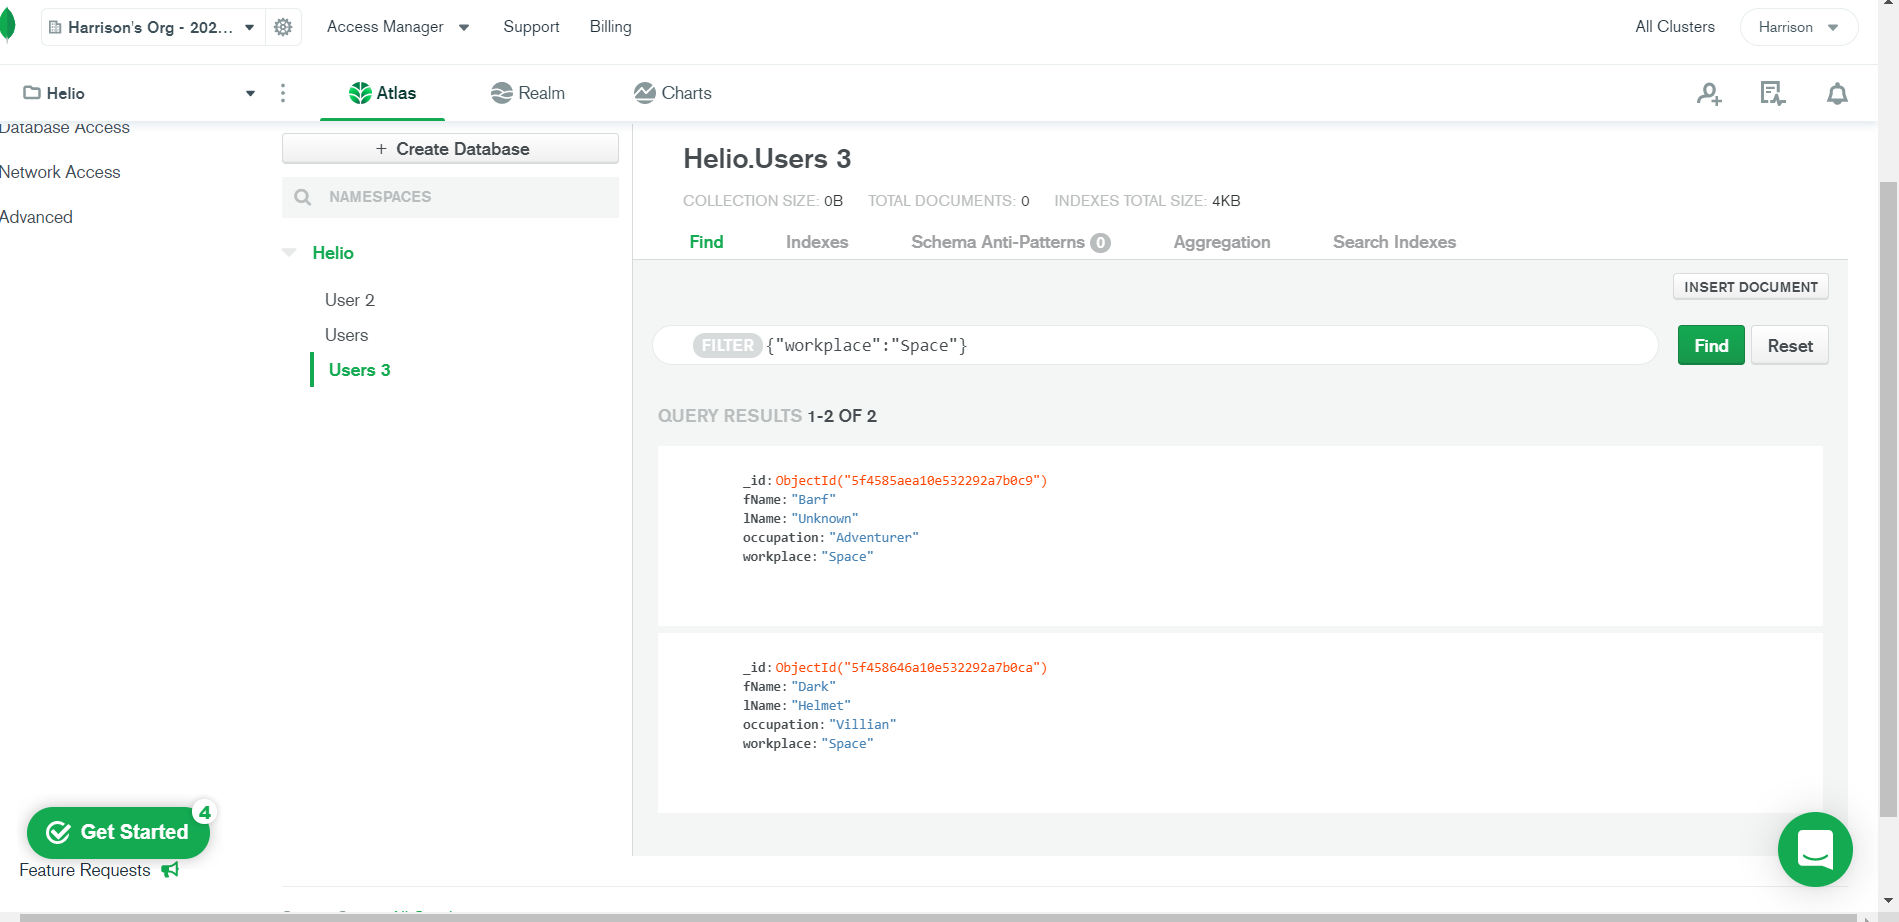 Harrison's Org - 202...
Access Manager
Support
Billing
All Clusters
Harrison
Helio
Atlas
Realm
Charts
Database Access
Network Access
Advanced
+ Create Database
NAMESPACES
Helio
User 2
Users
Users 3
Helio.Users 3
COLLECTION SIZE: 0B TOTAL DOCUMENTS: 0 INDEXES TOTAL SIZE: 4KB
Find Indexes Schema Anti-Patterns 0 Aggregation Search Indexes
INSERT DOCUMENT
FILTER {"workplace":"Space"}
Find
Reset
QUERY RESULTS 1-2 OF 2
_id: ObjectId("5f4585aea10e532292a7b0c9")
fName: "Barf"
lName: "Unknown"
occupation: "Adventurer"
workplace: "Space"
_id: ObjectId("5f458646a10e532292a7b0ca")
fName: "Dark"
lName: "Helmet"
occupation: "Villian"
workplace: "Space"
Get Started
4
Feature Requests